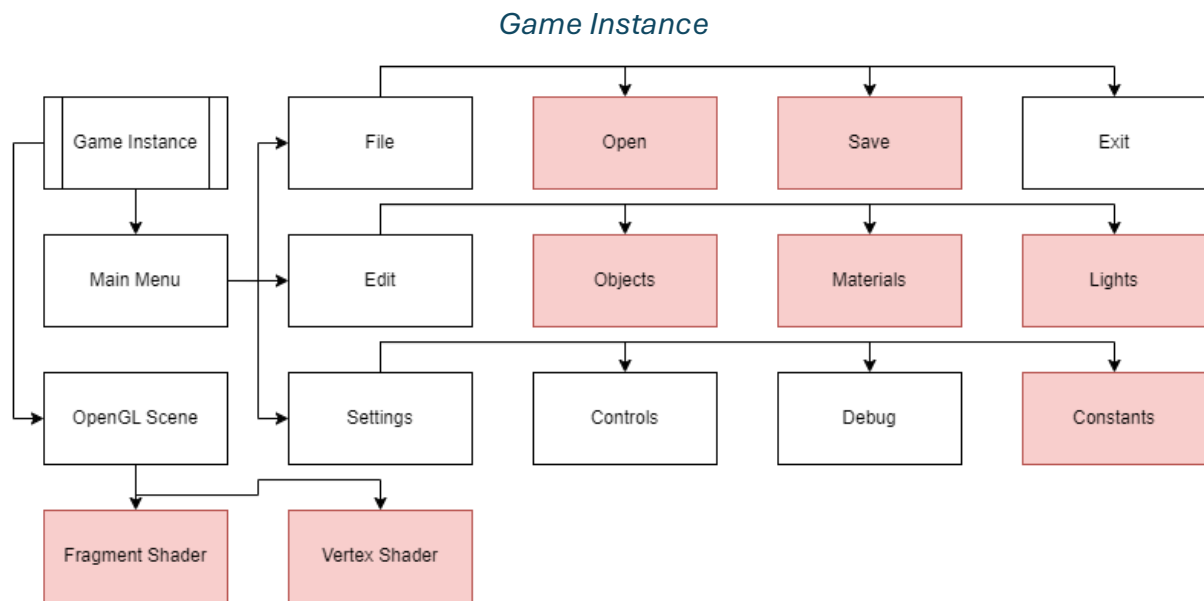 Game Instance
Game Instance
File
Open
Save
Exit
Main Menu
Edit
Objects
Materials
Lights
OpenGL Scene
Settings
Controls
Debug
Constants
Fragment Shader
Vertex Shader